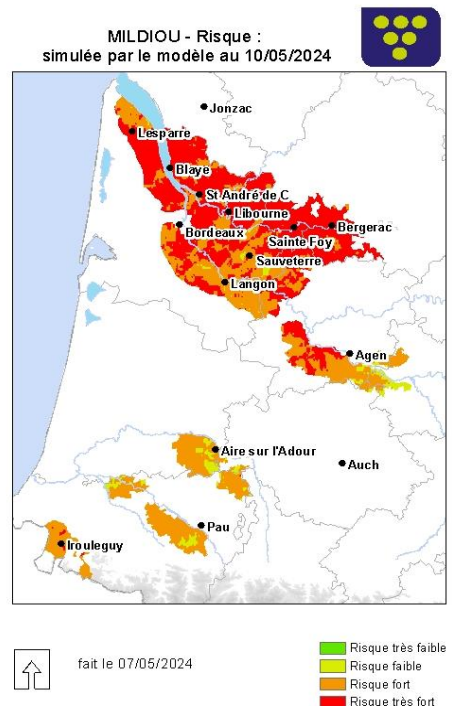 MILDIOU - Risque :
simulée par le modèle au 10/05/2024
Jonzac
Lesparre
Blaye
St André de C
Libourne
Bordeaux
Bergerac
Sainte Foy
Sauveterre
Langon
Agen
Aire sur l'Adour
Auch
Pau
Irouleguy
fait le 07/05/2024
Risque très faible
Risque faible
Risque fort
Risque très fort